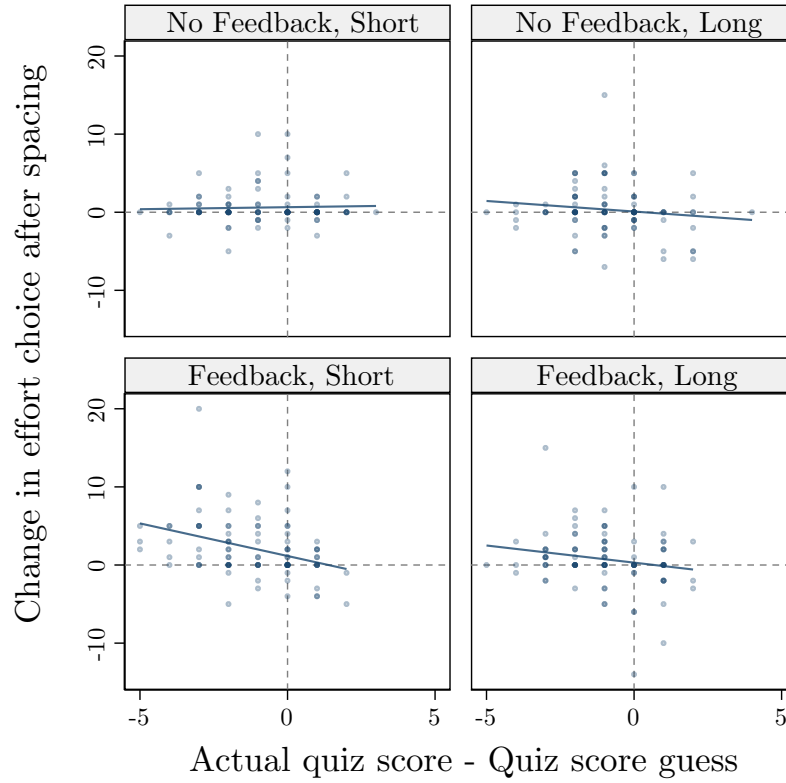 No Feedback, Short
No Feedback, Long
20
10
0
-10
Feedback, Short
Feedback, Long
20
10
0
-10
-5
0
5
-5
0
5
Change in effort choice after spacing
Actual quiz score - Quiz score guess